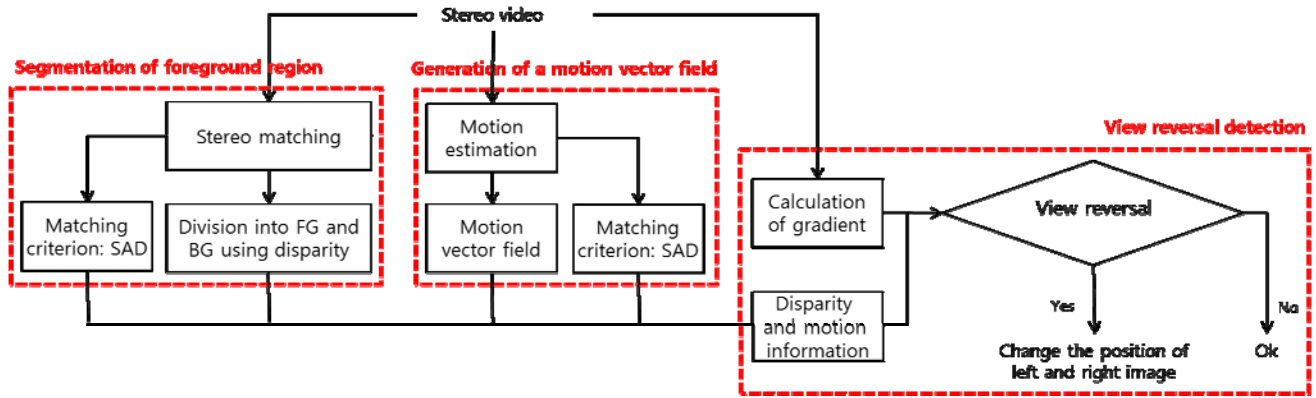 Stereo video
Segmentation of foreground region
Stereo matching
Matching
criterion: SAD
Division into FG and
BG using disparity
Generation of a motion vector field
Motion
estimation
Motion
vector field
Matching
criterion: SAD
View reversal detection
Calculation
of gradient
Disparity
and motion
information
View reversal
Yes
No
Change the position of
left and right image
Ok